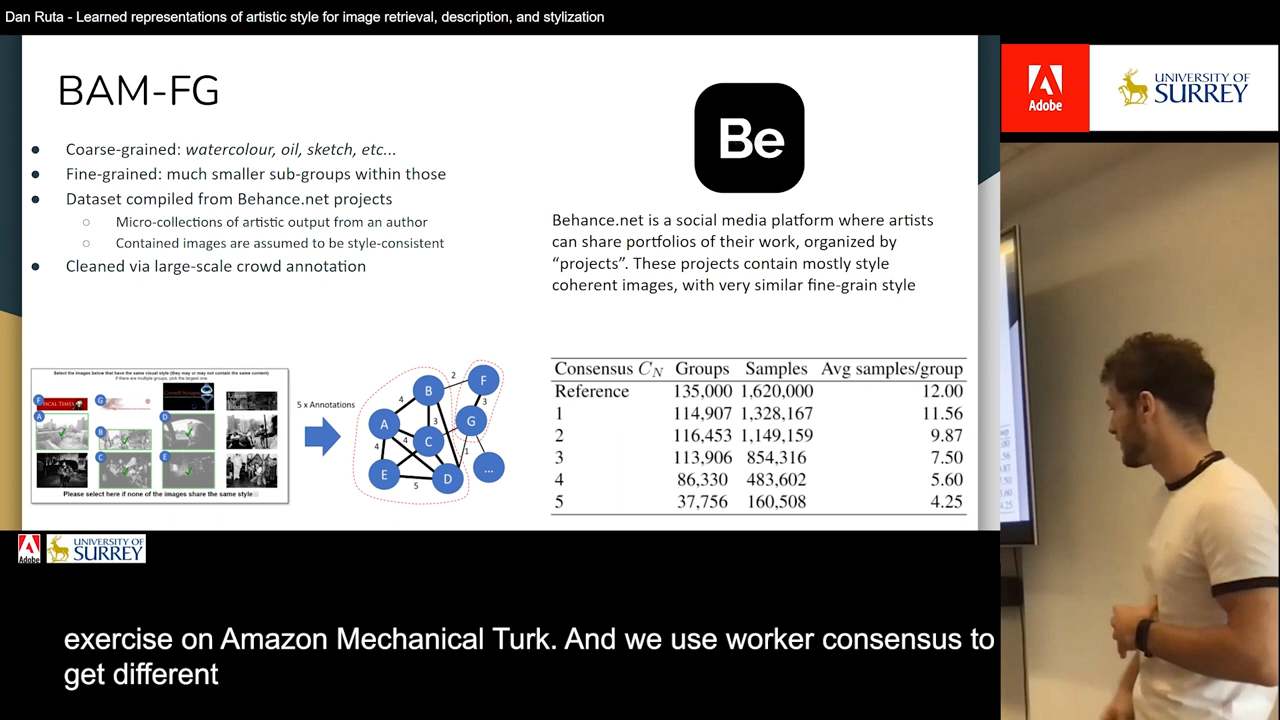 Dan Ruta - Learned representations of artistic style for image retrieval, description, and stylization
BAM-FG
Coarse-grained: watercolour, oil, sketch, etc...
Fine-grained: much smaller sub-groups within those
Dataset compiled from Behance.net projects
Micro-collections of artistic output from an author
Contained images are assumed to be style-consistent
Cleaned via large-scale crowd annotation
Be
Behance.net is a social media platform where artists
can share portfolios of their work, organized by
“projects”. These projects contain mostly style
coherent images, with very similar fine-grain style
Select the images below that have the same visual style (they may or may not contain the same content)
If there are multiple groups, pick the largest one
F
G
A
B
D
C
E
Please select here if none of the images share the same style
5 x Annotations
B
2
F
4
3
A
3
G
4
C
4
1
E
D
...
5
Consensus CN Groups Samples Avg samples/group
Reference 135,000 1,620,000 12.00
1 114,907 1,328,167 11.56
2 116,453 1,149,159 9.87
3 113,906 854,316 7.50
4 86,330 483,602 5.60
5 37,756 160,508 4.25
Adobe
UNIVERSITY OF
SURREY
Adobe
UNIVERSITY OF
SURREY
exercise on Amazon Mechanical Turk. And we use worker consensus to
get different